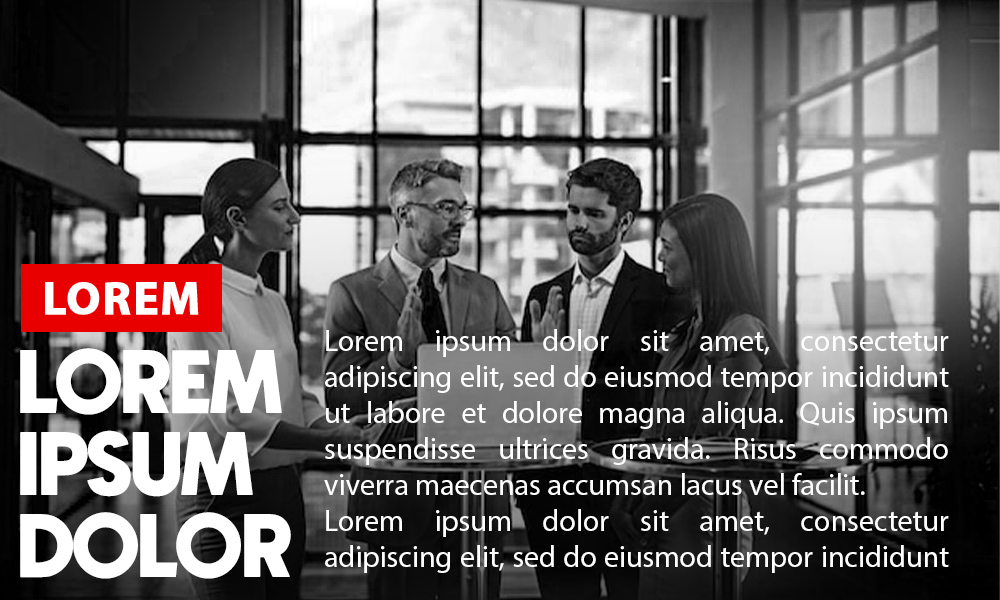 LOREM
LOREM
IPSUM
DOLOR
Lorem ipsum dolor sit amet, consectetur
adipiscing elit, sed do eiusmod tempor incididunt
ut labore et dolore magna aliqua. Quis ipsum
suspendisse ultrices gravida. Risus commodo
viverra maecenas accumsan lacus vel facilit.
Lorem ipsum dolor sit amet, consectetur
adipiscing elit, sed do eiusmod tempor incididunt